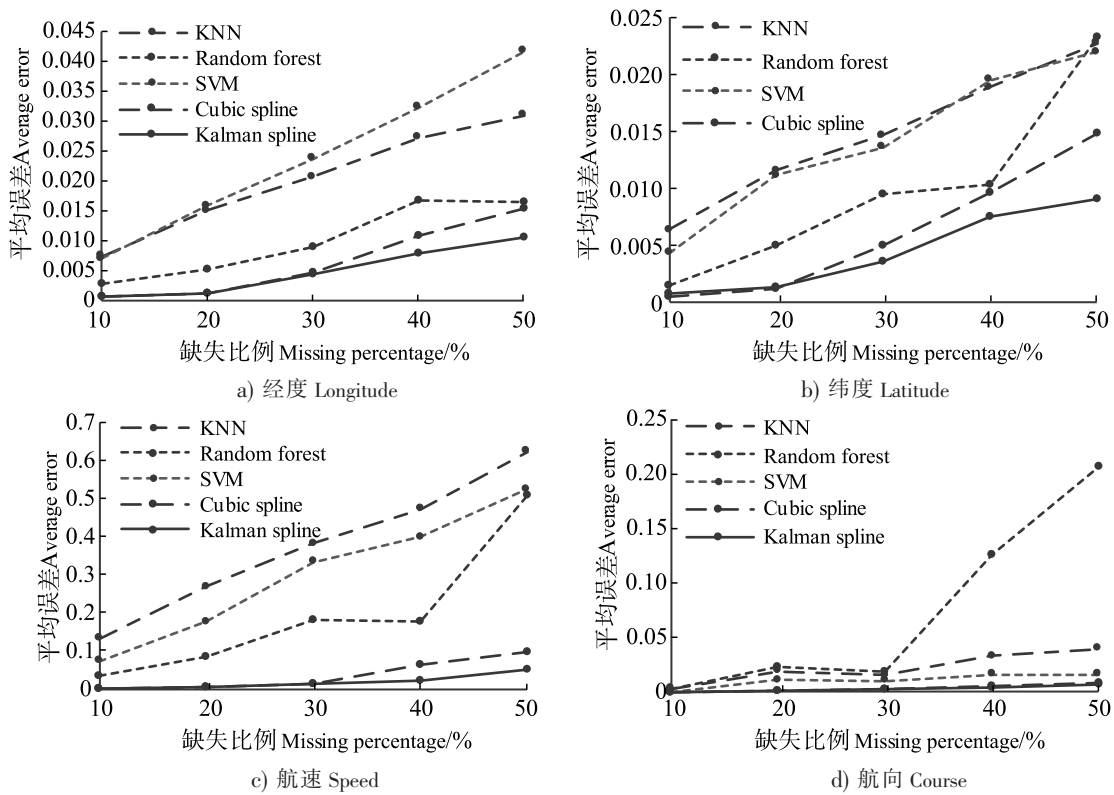 平均误差Average error
0.045
0.040
0.035
0.030
0.025
0.020
0.015
0.010
0.005
0
KNN
Random forest
SVM
Cubic spline
Kalman spline
10 20 30 40 50
缺失比例 Missing percentage/%
a) 经度 Longitude
平均误差Average error
0.025
0.020
0.015
0.010
0.005
0
KNN
Random forest
SVM
Cubic spline
10 20 30 40 50
缺失比例 Missing percentage/%
b) 纬度 Latitude
平均误差Average error
0.7
0.6
0.5
0.4
0.3
0.2
0.1
0
KNN
Random forest
SVM
Cubic spline
Kalman spline
10 20 30 40 50
缺失比例 Missing percentage/%
c) 航速 Speed
平均误差Average error
0.25
0.20
0.15
0.10
0.05
0
KNN
Random forest
SVM
Cubic spline
Kalman spline
10 20 30 40 50
缺失比例 Missing percentage/%
d) 航向 Course